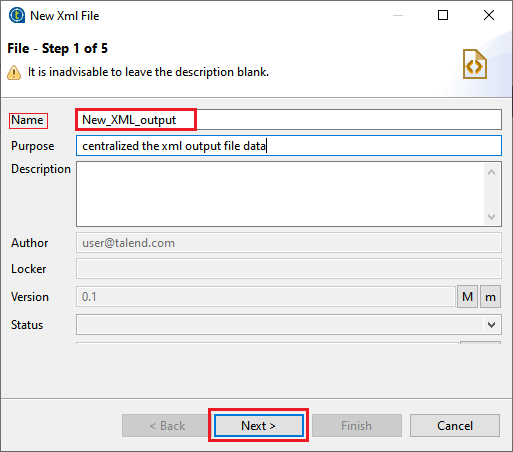 New Xml File
File - Step 1 of 5
It is inadvisable to leave the description blank.
Name New_XML_output
Purpose centralized the xml output file data
Description
Author user@talend.com
Locker
Version 0.1 M m
Status
< Back Next > Finish Cancel